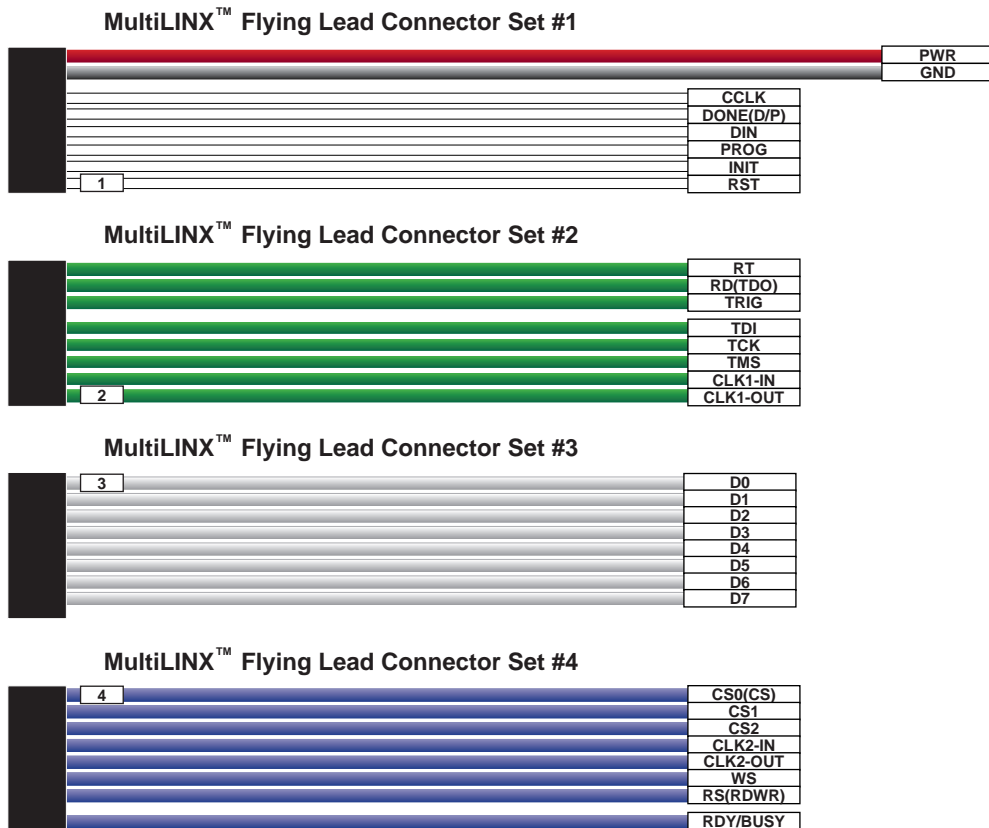 MultiLINX™ Flying Lead Connector Set #1
PWR
GND
CCLK
DONE(D/P)
DIN
PROG
INIT
1
RST
MultiLINX™ Flying Lead Connector Set #2
RT
RD(TDO)
TRIG
TDI
TCK
TMS
CLK1-IN
2
CLK1-OUT
MultiLINX™ Flying Lead Connector Set #3
3
D0
D1
D2
D3
D4
D5
D6
D7
MultiLINX™ Flying Lead Connector Set #4
4
CS0(CS)
CS1
CS2
CLK2-IN
CLK2-OUT
WS
RS(RDWR)
RDY/BUSY